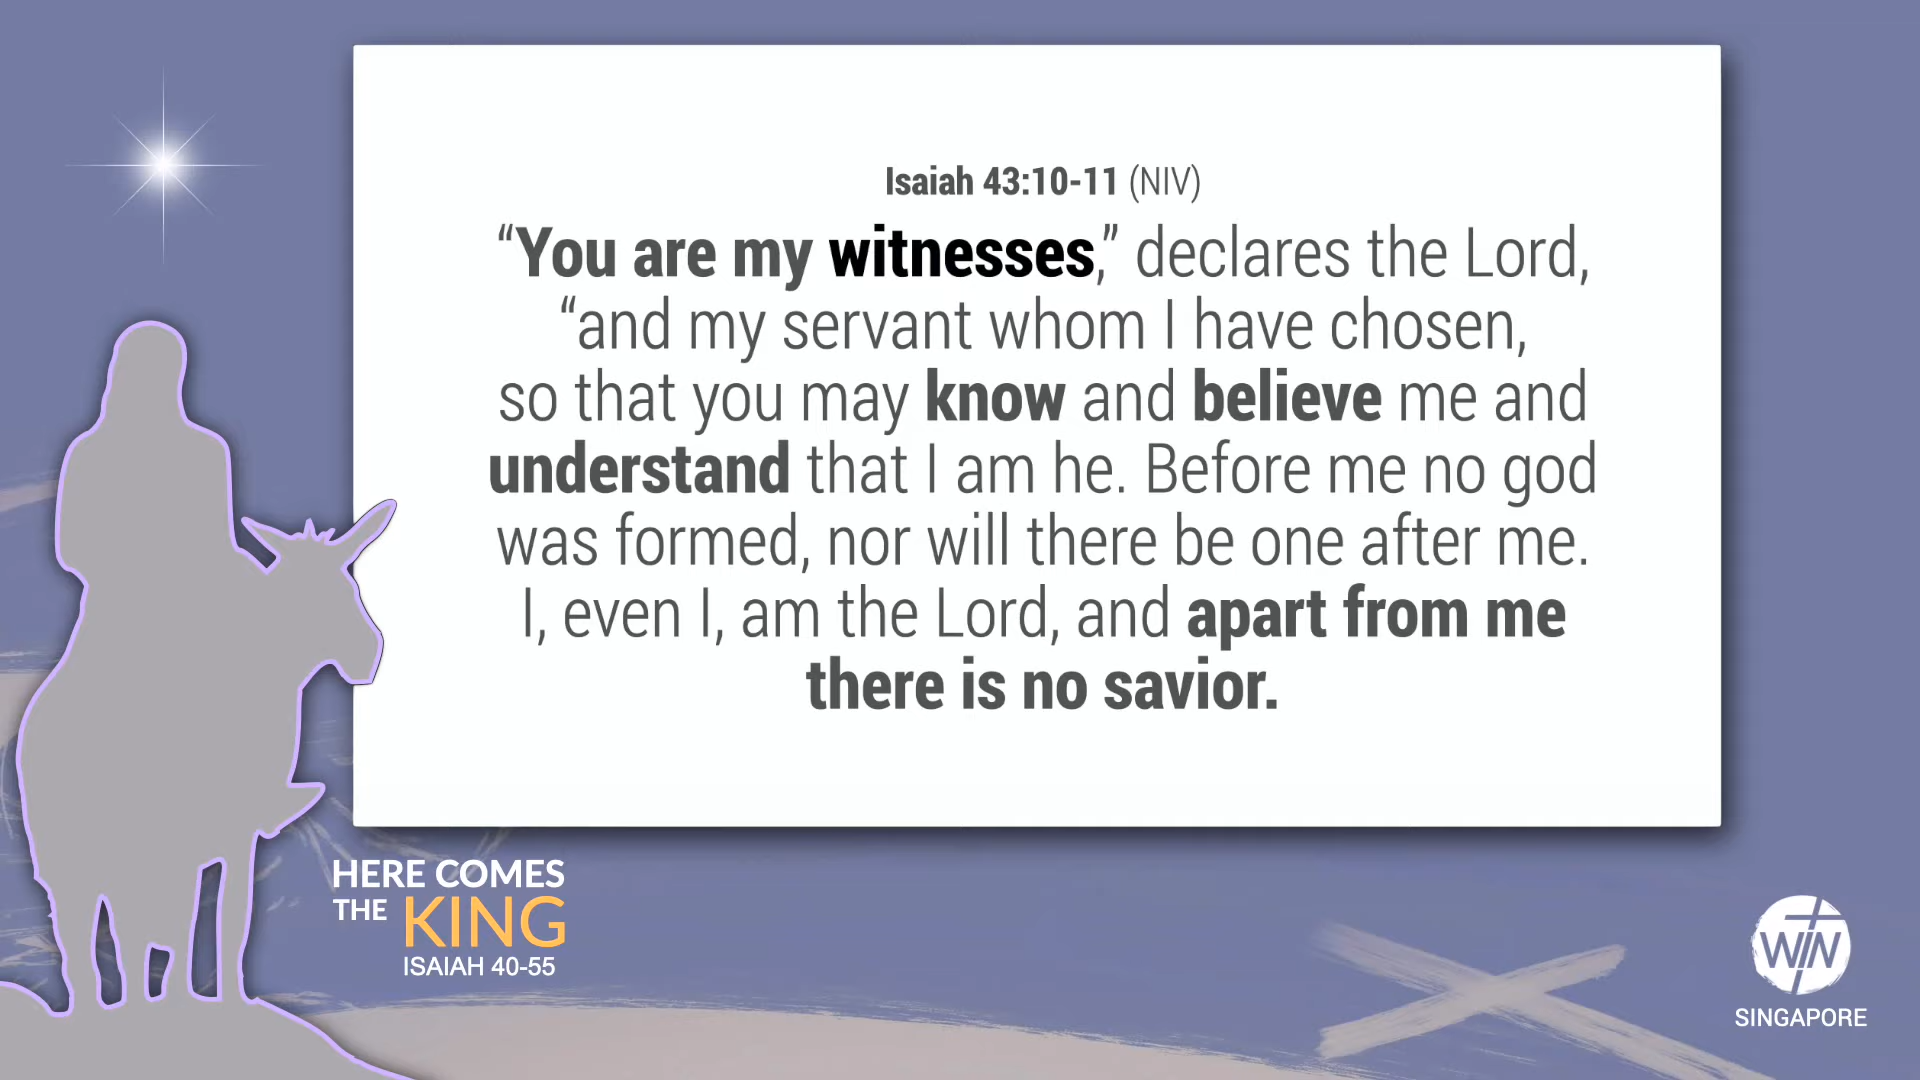 Isaiah 43:10-11 (NIV)
“You are my witnesses,” declares the Lord,
“and my servant whom I have chosen,
so that you may know and believe me and
understand that I am he. Before me no god
was formed, nor will there be one after me.
I, even I, am the Lord, and apart from me
there is no savior.
HERE COMES
THE KING
ISAIAH 40-55
WIN
SINGAPORE